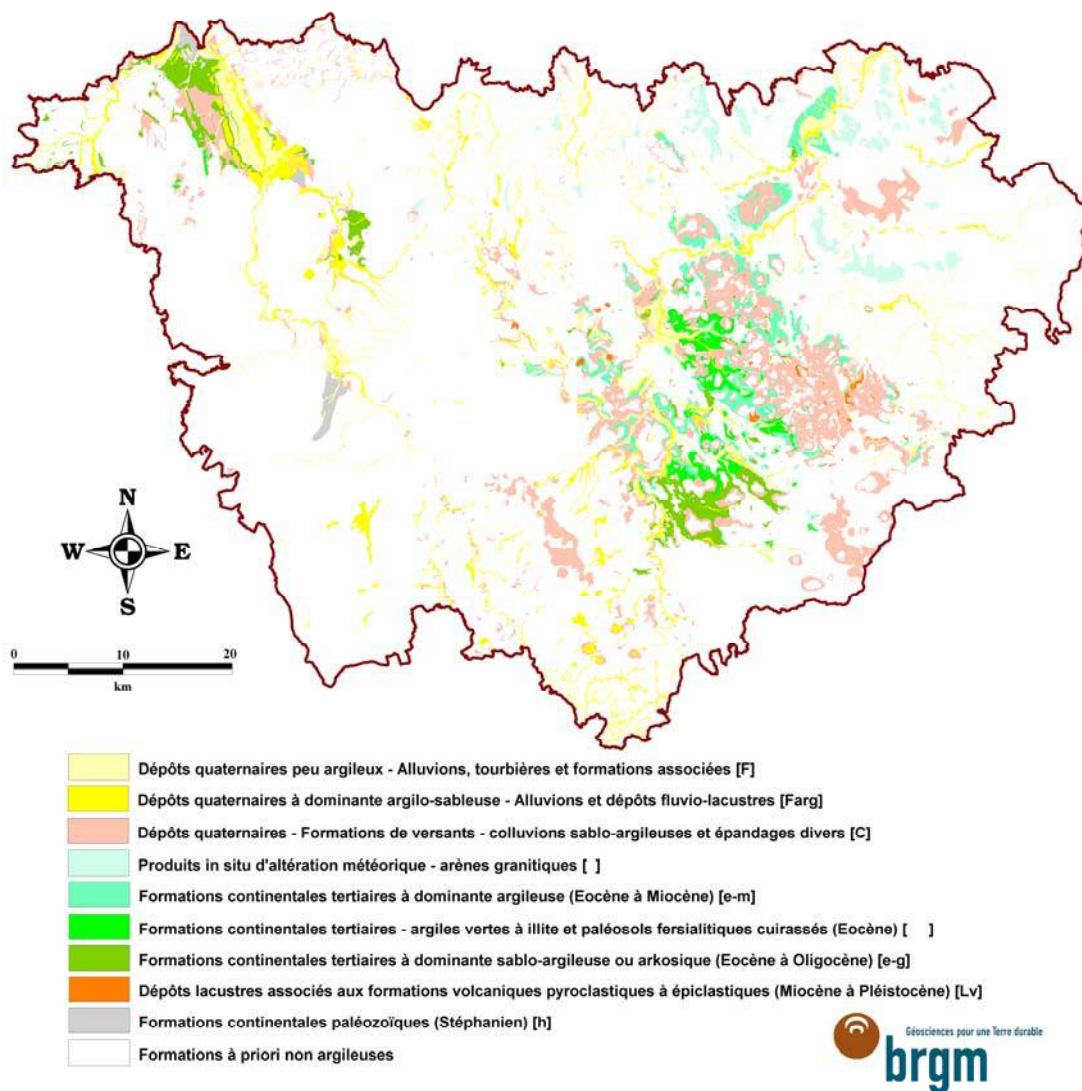 N
W E
S
0 10 20
km
Dépôts quaternaires peu argileux - Alluvions, tourbières et formations associées [F]
Dépôts quaternaires à dominante argilo-sableuse - Alluvions et dépôts fluvio-lacustres [Farg]
Dépôts quaternaires - Formations de versants - colluvions sablo-argileuses et épandages divers [C]
Produits in situ d'altération météorique - arènes granitiques [ ]
Formations continentales tertiaires à dominante argileuse (Eocène à Miocène) [e-m]
Formations continentales tertiaires - argiles vertes à illite et paléosols fersialitiques cuirassés (Eocène) [ ]
Formations continentales tertiaires à dominante sablo-argileuse ou arkosique (Eocène à Oligocène) [e-g]
Dépôts lacustres associés aux formations volcaniques pyroclastiques à épiclastiques (Miocène à Pléistocène) [Lv]
Formations continentales paléozoïques (Stéphanien) [h]
Formations à priori non argileuses
Géosciences pour une Terre durable
brgm